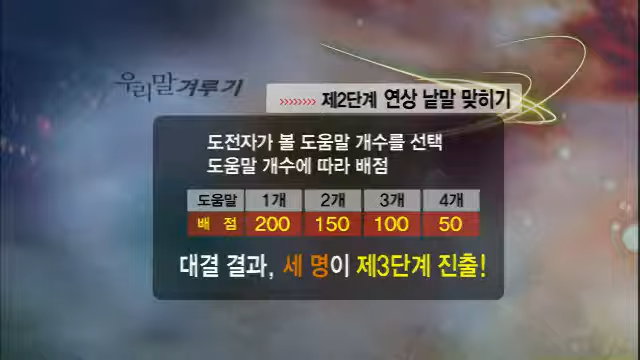 우리말겨루기
»»»» 제2단계 연상 낱말 맞히기
도전자가 볼 도움말 개수를 선택
도움말 개수에 따라 배점
도움말 1개 2개 3개 4개
배 점 200 150 100 50
대결 결과, 세 명이 제3단계 진출!